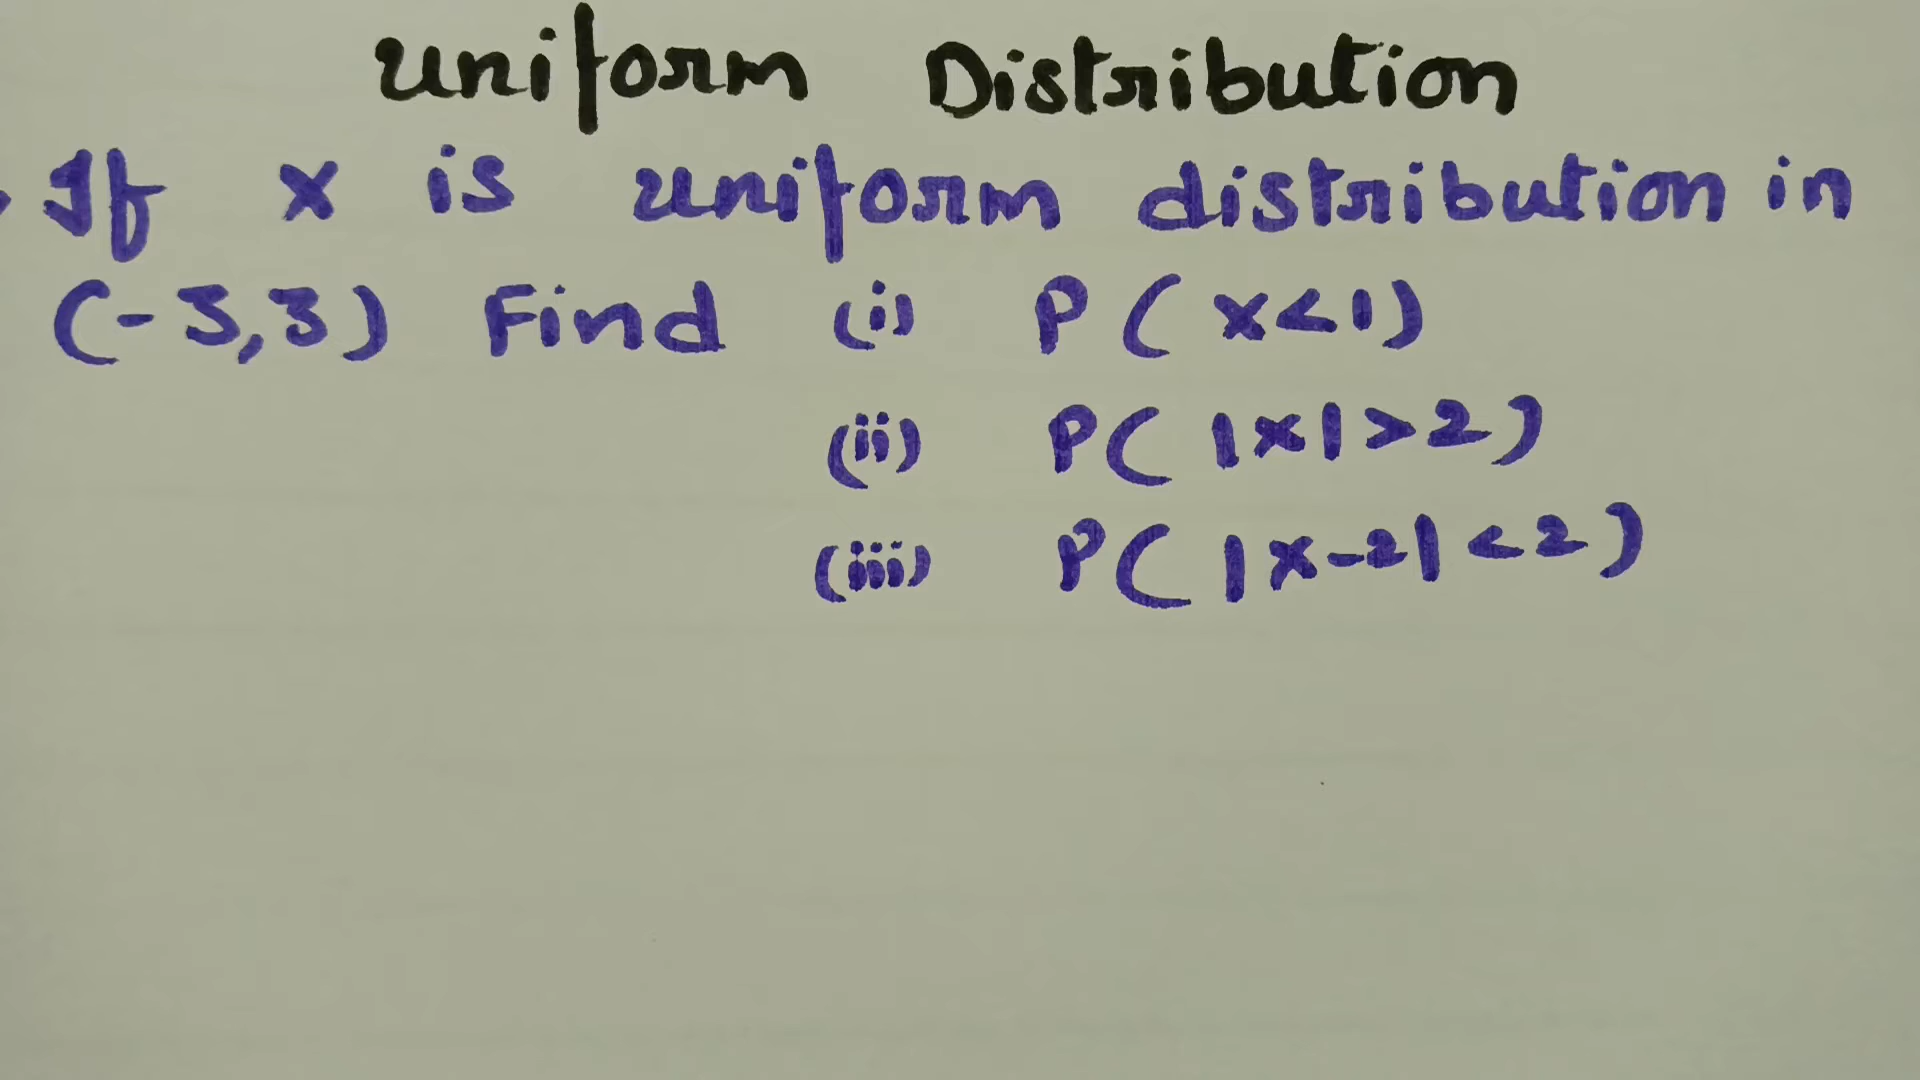 Uniform Distribution
If x is uniform distribution in
(-3,3) Find (i) P(x<1)
(ii) P(|x|>2)
(iii) P(|x-2|<2)